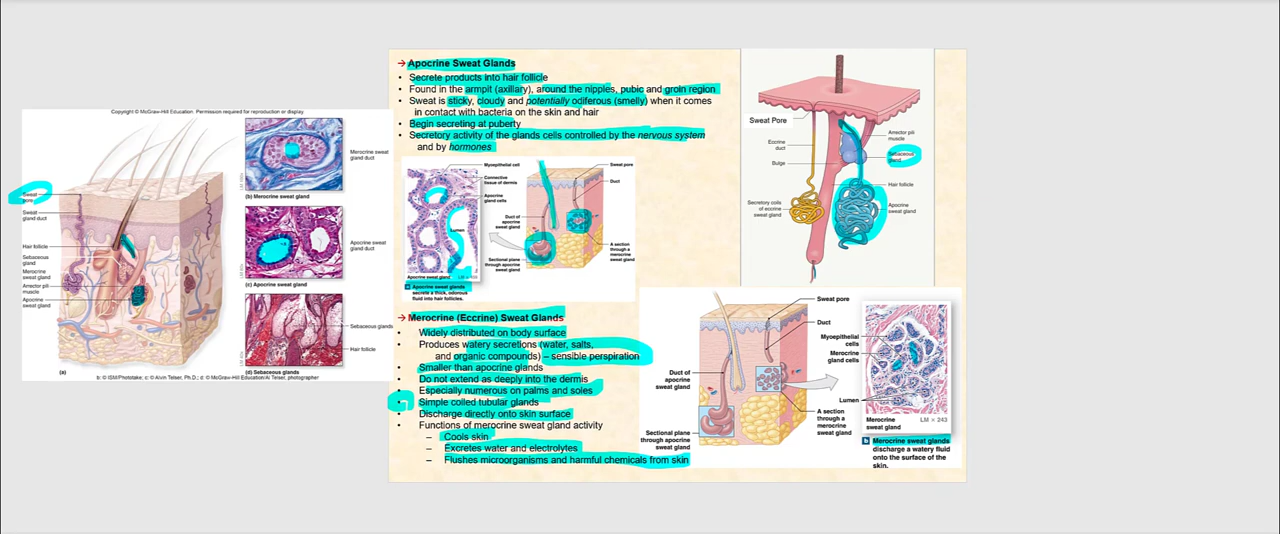 Copyright © McGraw-Hill Education. Permission required for reproduction or display
Sweat
pore
Sweat
gland duct
Hair follicle
Sebaceous
gland
Merocrine
sweat gland
Arrector pili
muscle
Apocrine
sweat gland
(a)
Merocrine sweat
gland duct
(b) Merocrine sweat gland
Apocrine sweat
gland duct
(c) Apocrine sweat gland
Sebaceous glands
Hair follicle
(d) Sebaceous glands
b: © ISM/Phototake; c: © Alvin Telser, Ph.D.; d: © McGraw-Hill Education/Al Telser, photographer
→ Apocrine Sweat Glands
• Secrete products into hair follicle
• Found in the armpit (axillary), around the nipples, pubic and groin region
• Sweat is sticky, cloudy and potentially odiferous (smelly) when it comes
in contact with bacteria on the skin and hair
• Begin secreting at puberty
• Secretory activity of the glands cells controlled by the nervous system
and by hormones
Myoepithelial cell
Connective
tissue of dermis
Apocrine
gland cells
Lumen
Apocrine sweat gland
Sweat pore
Duct
Duct of
apocrine
sweat gland
Sectional plane
through apocrine
sweat gland
A section
through a
merocrine
sweat gland
a Apocrine sweat glands
secrete a thick, odorous
fluid into hair follicles.
→ Merocrine (Eccrine) Sweat Glands
• Widely distributed on body surface
• Produces watery secretions (water, salts,
and organic compounds) – sensible perspiration
• Smaller than apocrine glands
• Do not extend as deeply into the dermis
• Especially numerous on palms and soles
• Simple coiled tubular glands
• Discharge directly onto skin surface
• Functions of merocrine sweat gland activity
– Cools skin
– Excretes water and electrolytes
– Flushes microorganisms and harmful chemicals from skin
Sweat Pore
Eccrine
duct
Bulge
Secretory coils
of eccrine
sweat gland
Arrector pili
muscle
Sebaceous
gland
Hair follicle
Apocrine
sweat gland
Sweat pore
Duct
Myoepithelial
cells
Merocrine
gland cells
Duct of
apocrine
sweat gland
Lumen
A section
through a
merocrine
sweat gland
Sectional plane
through apocrine
sweat gland
Merocrine
sweat gland
LM × 243
b Merocrine sweat glands
discharge a watery fluid
onto the surface of the
skin.